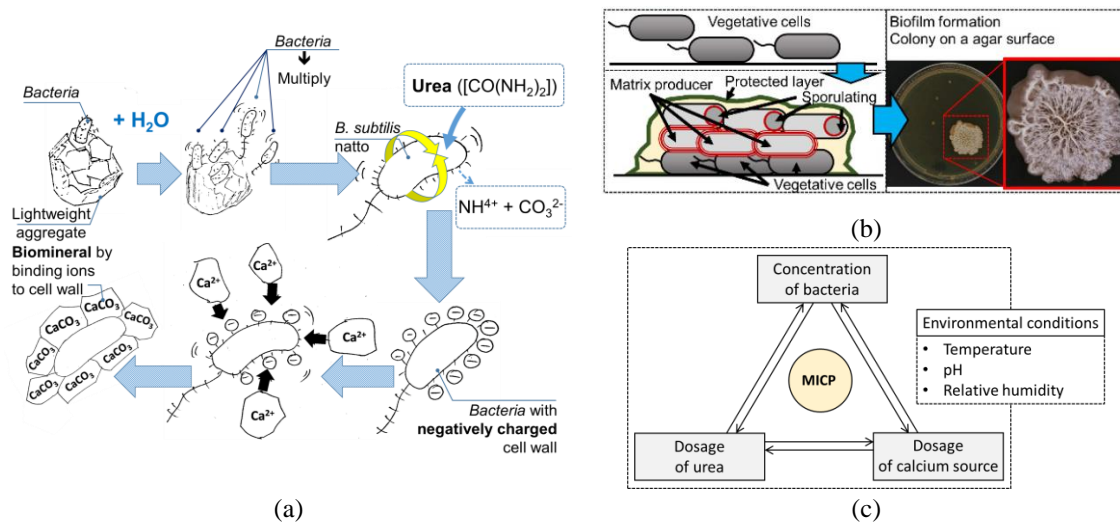 Bacteria
+ H₂O
Lightweight
aggregate
Bacteria
Multiply
Urea ([CO(NH₂)₂])
B. subtilis
natto
NH⁴⁺ + CO₃²⁻
Bacteria with
negatively charged
cell wall
Ca²⁺
Ca²⁺
Ca²⁺
Ca²⁺
Biomineral by
binding ions
to cell wall
CaCO₃
CaCO₃
CaCO₃
CaCO₃
CaCO₃
CaCO₃
CaCO₃
(a)
Vegetative cells
Matrix producer
Protected layer
Sporulating
Vegetative cells
Biofilm formation
Colony on a agar surface
(b)
Concentration
of bacteria
Environmental conditions
• Temperature
• pH
• Relative humidity
MICP
Dosage
of urea
Dosage
of calcium source
(c)